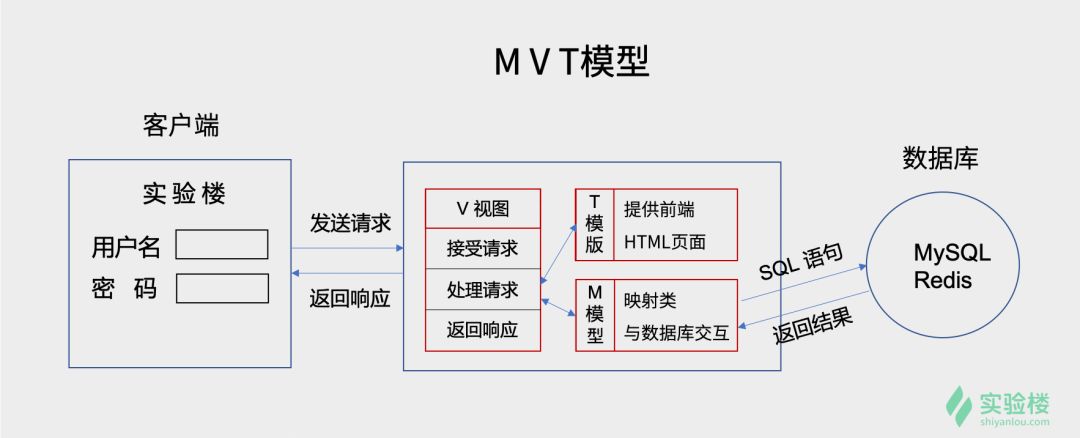 M V T模型
客户端
实验楼
用户名
密 码
发送请求
返回响应
V 视图
接受请求
处理请求
返回响应
T
模
版
提供前端
HTML页面
M
模
型
映射类
与数据库交互
SQL 语句
返回结果
数据库
MySQL
Redis
实验楼
shiyanlou.com